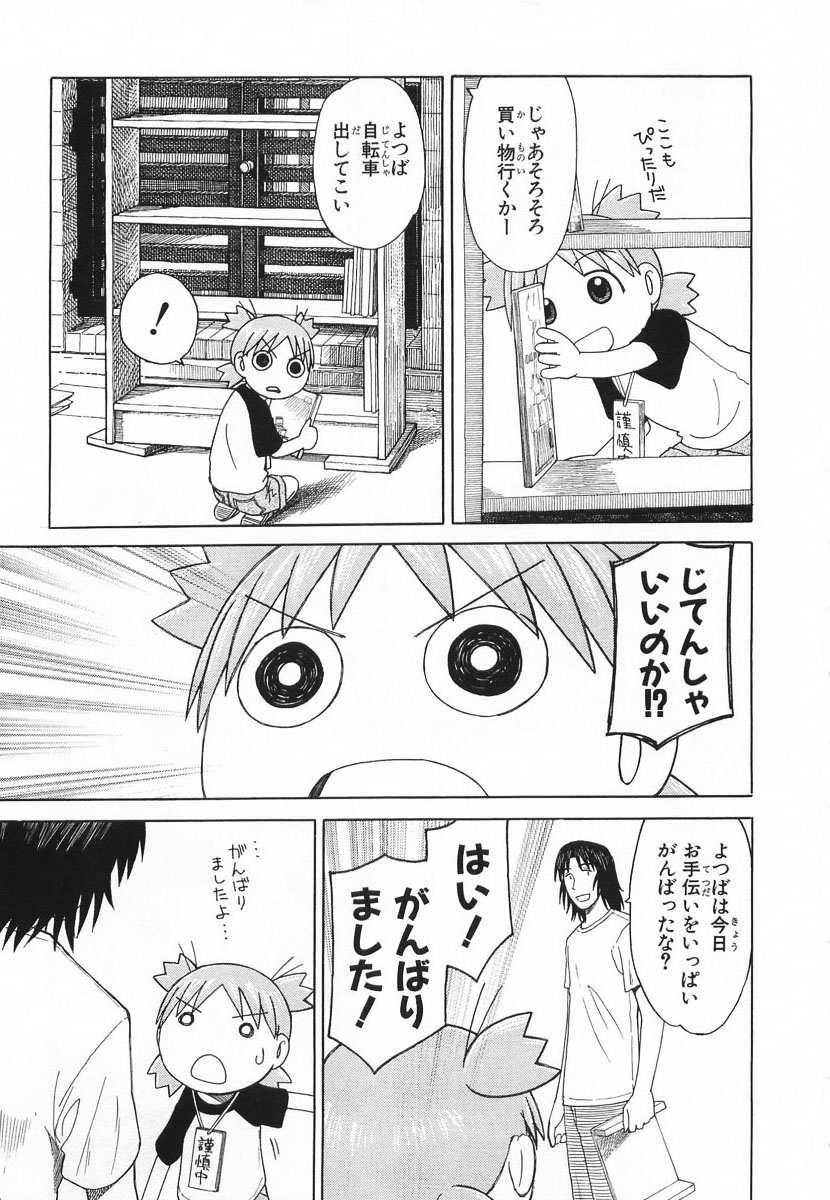 ここも
ぴったりだ
じゃあそろそろ
買い物行くかー
謹慎中
よつば
自転車
出してこい
！
じてんしゃ
いいのか!?
よつばは今日
お手伝いをいっぱい
がんばったな？
はい！
がんばり
ました！
…がんばり
ましたよ…
謹慎中